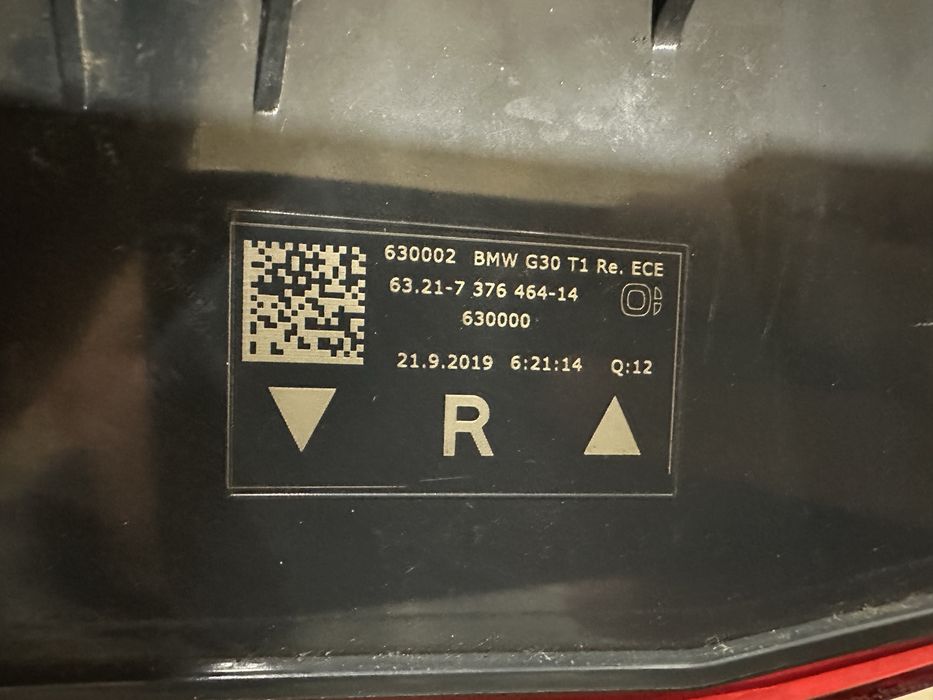 630002 BMW G30 T1 Re. ECE
63.21-7 376 464-14
630000
21.9.2019 6:21:14 Q:12
R